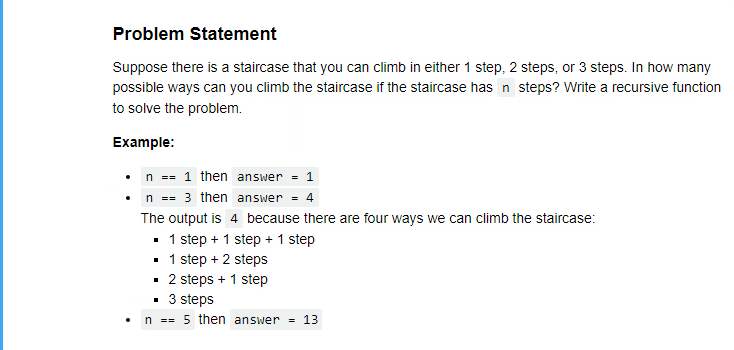 Problem Statement
Suppose there is a staircase that you can climb in either 1 step, 2 steps, or 3 steps. In how many
possible ways can you climb the staircase if the staircase has n steps? Write a recursive function
to solve the problem.
Example:
• n == 1 then answer = 1
• n == 3 then answer = 4
The output is 4 because there are four ways we can climb the staircase:
▪ 1 step + 1 step + 1 step
▪ 1 step + 2 steps
▪ 2 steps + 1 step
▪ 3 steps
• n == 5 then answer = 13